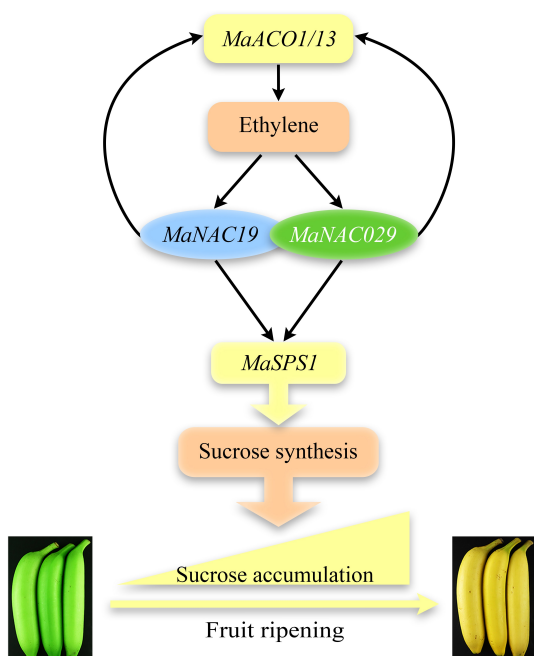 MaACO1/13
Ethylene
MaNAC19 MaNAC029
MaSPS1
Sucrose synthesis
Sucrose accumulation
Fruit ripening